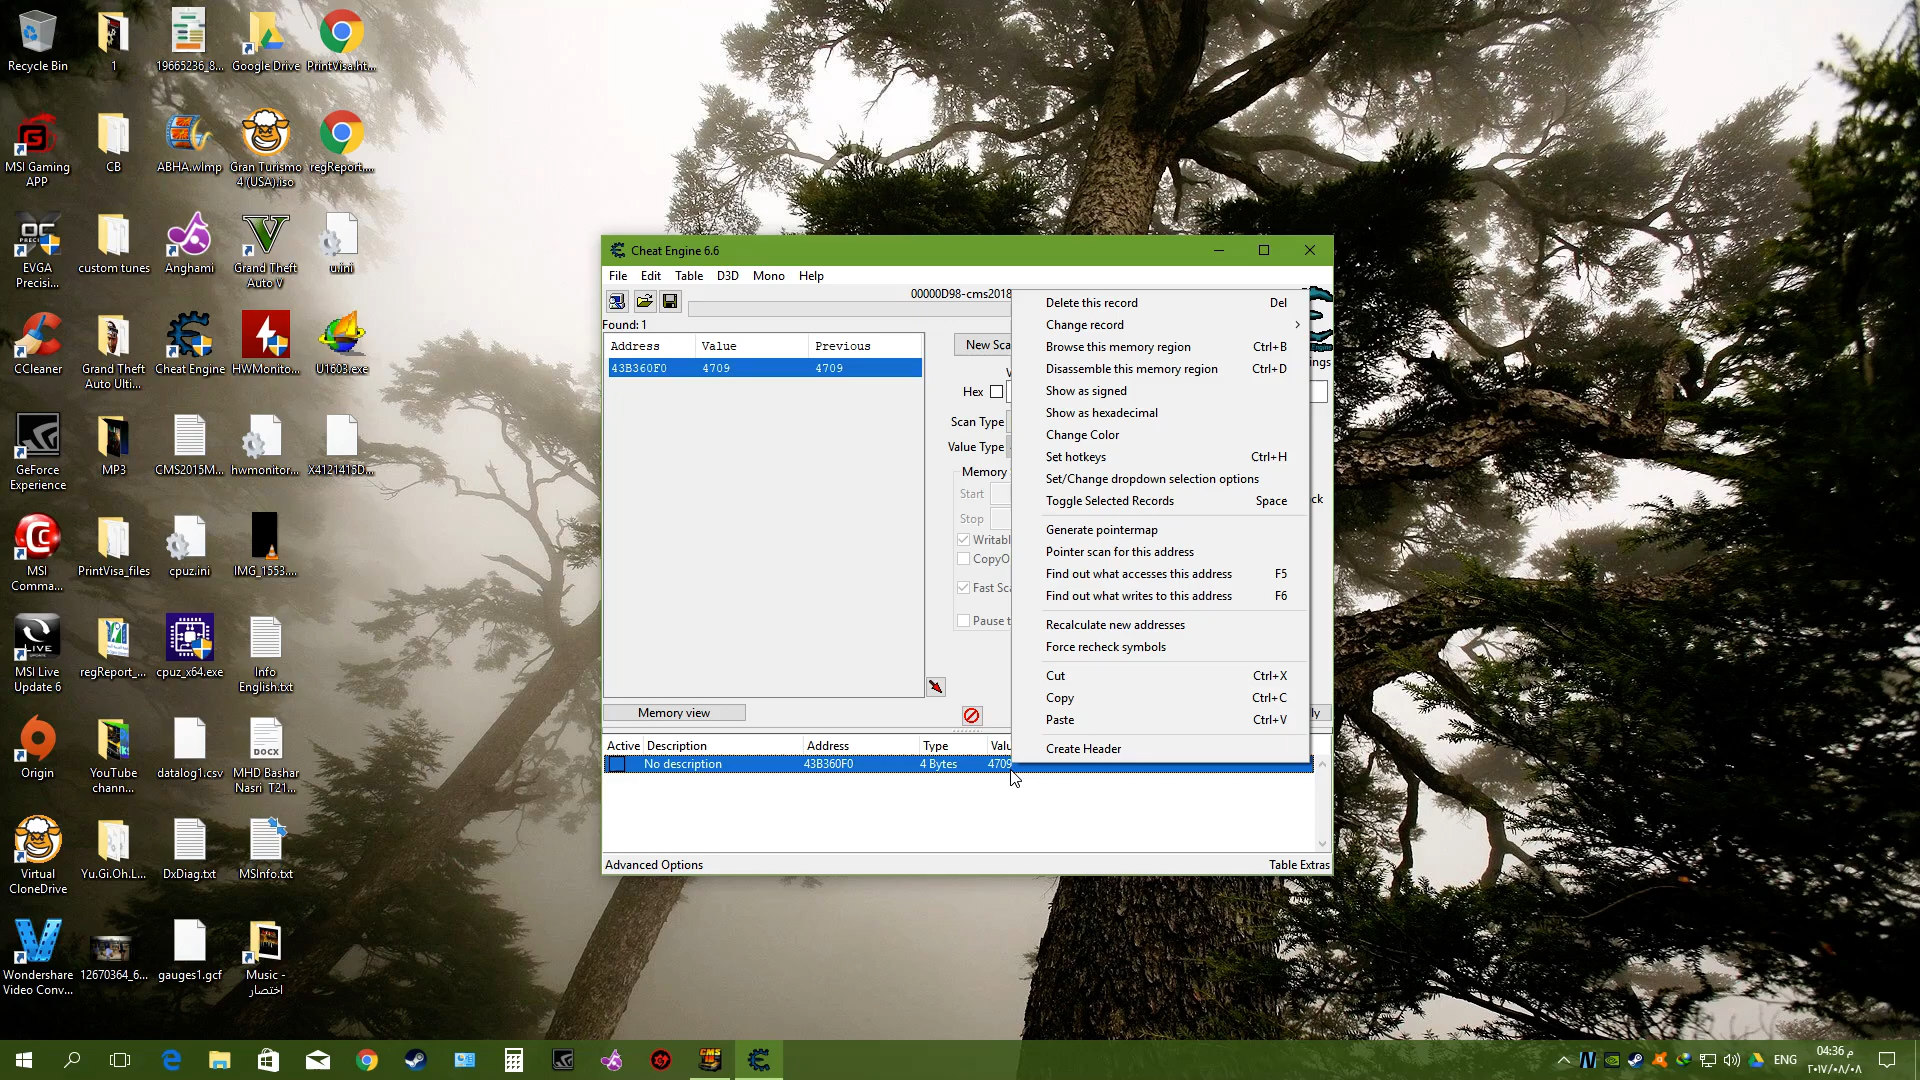 Recycle Bin
1
19665236_8...
Google Drive
PrintVisa.ht...
MSI Gaming
APP
CB
ABHA.wlmp
Gran Turismo
4 (USA).iso
regReport....
EVGA
Precisi...
custom tunes
Anghami
Grand Theft
Auto V
u.ini
CCleaner
Grand Theft
Auto Ulti...
Cheat Engine
HWMonito...
U1603.exe
GeForce
Experience
MP3
CMS2015M...
hwmonitor...
X4121415D...
MSI
Comma...
PrintVisa_files
cpuz.ini
IMG_1553....
MSI Live
Update 6
regReport_...
cpuz_x64.exe
Info
English.txt
Origin
YouTube
chann...
datalog1.csv
MHD Bashar
Nasri T21...
Virtual
CloneDrive
Yu.Gi.Oh.L...
DxDiag.txt
MSInfo.txt
Wondershare
Video Conv...
12670364_6...
gauges1.gcf
Music -
اختصار
Cheat Engine 6.6
File Edit Table D3D Mono Help
00000D98-cms2018
Found: 1
Address Value Previous
43B360F0 4709 4709
New Sca
Hex
Scan Type
Value Type
Memory
Start
Stop
Writabl
CopyO
Fast Sca
Pause t
ngs
ck
ly
Delete this record Del
Change record
Browse this memory region Ctrl+B
Disassemble this memory region Ctrl+D
Show as signed
Show as hexadecimal
Change Color
Set hotkeys Ctrl+H
Set/Change dropdown selection options
Toggle Selected Records Space
Generate pointermap
Pointer scan for this address
Find out what accesses this address F5
Find out what writes to this address F6
Recalculate new addresses
Force recheck symbols
Cut Ctrl+X
Copy Ctrl+C
Paste Ctrl+V
Create Header
Memory view
Active Description Address Type Valu
No description 43B360F0 4 Bytes 4709
Advanced Options Table Extras
ENG
04:36 م
٢٠١٧/٠٨/٠٨